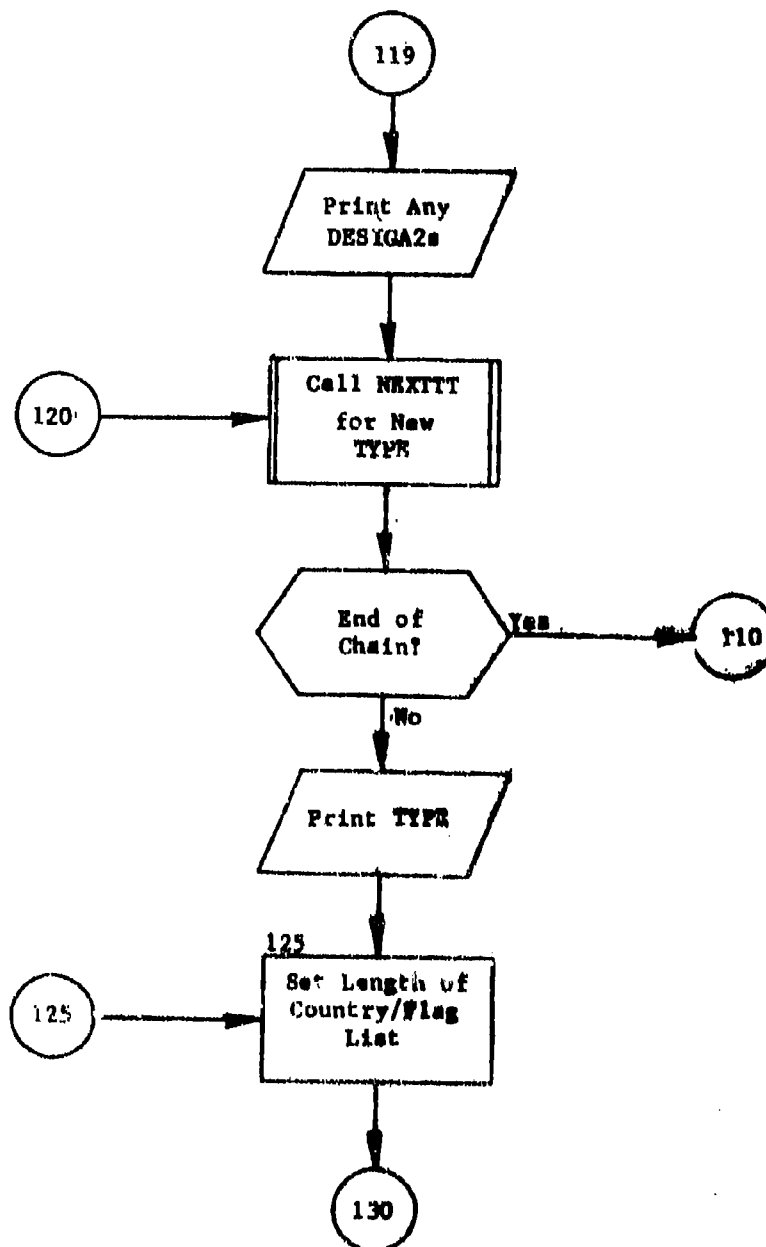 119
Print Any
DESIGA2s
120
Call NEXTTT
for New
TYPE
End of
Chain?
Yes
110
No
Print TYPE
125
125
Set Length of
Country/Flag
List
130